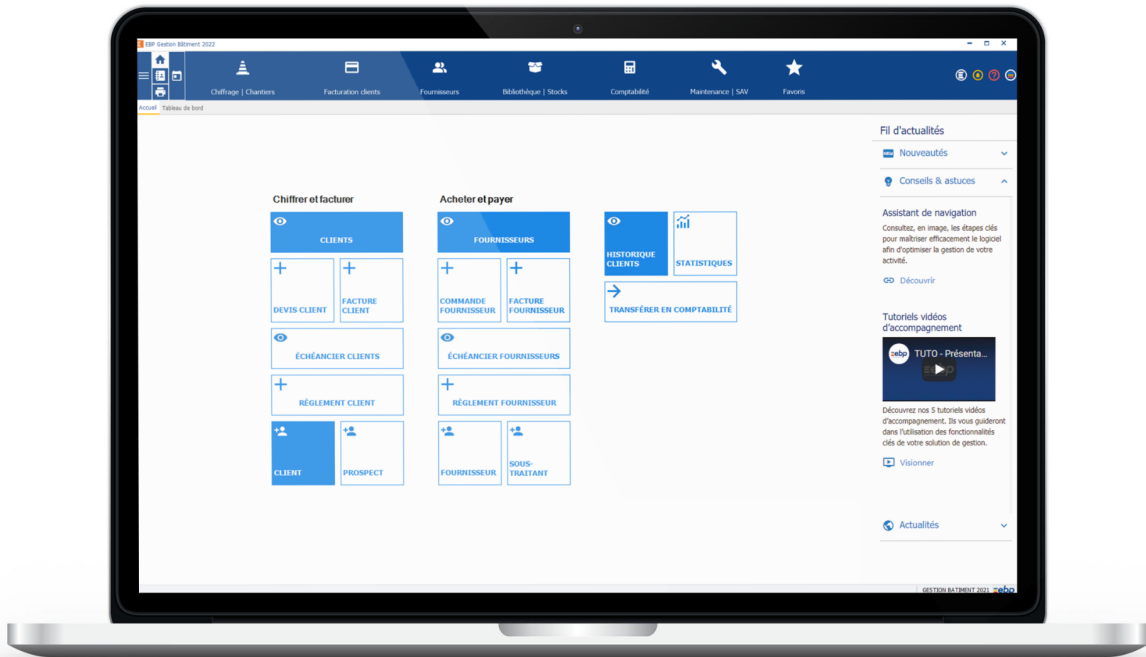 EBP Gestion Bâtiment 2022
Chiffrage | Chantiers
Facturation clients
Fournisseurs
Bibliothèque | Stocks
Comptabilité
Maintenance | SAV
Favoris
Accueil
Tableau de bord
Chiffrer et facturer
CLIENTS
DEVIS CLIENT
FACTURE
CLIENT
ÉCHÉANCIER CLIENTS
RÈGLEMENT CLIENT
CLIENT
PROSPECT
Acheter et payer
FOURNISSEURS
COMMANDE
FOURNISSEUR
FACTURE
FOURNISSEUR
ÉCHÉANCIER FOURNISSEURS
RÈGLEMENT FOURNISSEUR
FOURNISSEUR
SOUS-
TRAITANT
HISTORIQUE
CLIENTS
STATISTIQUES
TRANSFÉRER EN COMPTABILITÉ
Fil d'actualités
Nouveautés
Conseils & astuces
Assistant de navigation
Consultez, en image, les étapes clés
pour maîtriser efficacement le logiciel
afin d'optimiser la gestion de votre
activité.
Découvrir
Tutoriels vidéos
d'accompagnement
ebp TUTO - Présenta...
Découvrez nos 5 tutoriels vidéos
d'accompagnement. Ils vous guideront
dans l'utilisation des fonctionnalités
clés de votre solution de gestion.
Visionner
Actualités
GESTION BATIMENT 2021 ebp